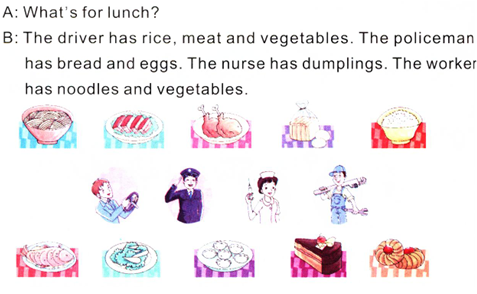 A: What's for lunch?
B: The driver has rice, meat and vegetables. The policeman
has bread and eggs. The nurse has dumplings. The worker
has noodles and vegetables.